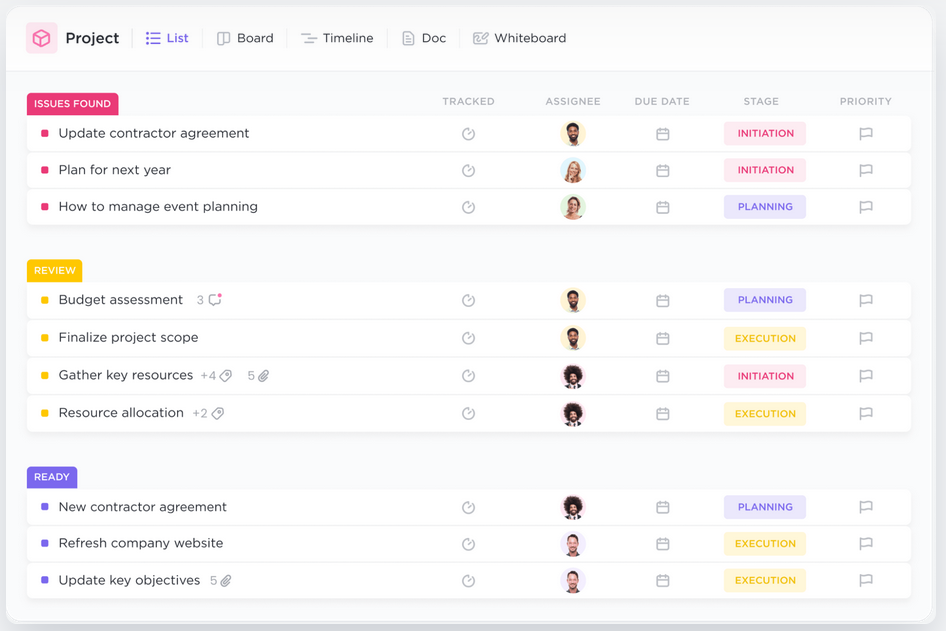 Project List Board Timeline Doc Whiteboard
ISSUES FOUND TRACKED ASSIGNEE DUE DATE STAGE PRIORITY
Update contractor agreement INITIATION
Plan for next year INITIATION
How to manage event planning PLANNING
REVIEW
Budget assessment 3 PLANNING
Finalize project scope EXECUTION
Gather key resources +4 5 INITIATION
Resource allocation +2 EXECUTION
READY
New contractor agreement PLANNING
Refresh company website EXECUTION
Update key objectives 5 EXECUTION